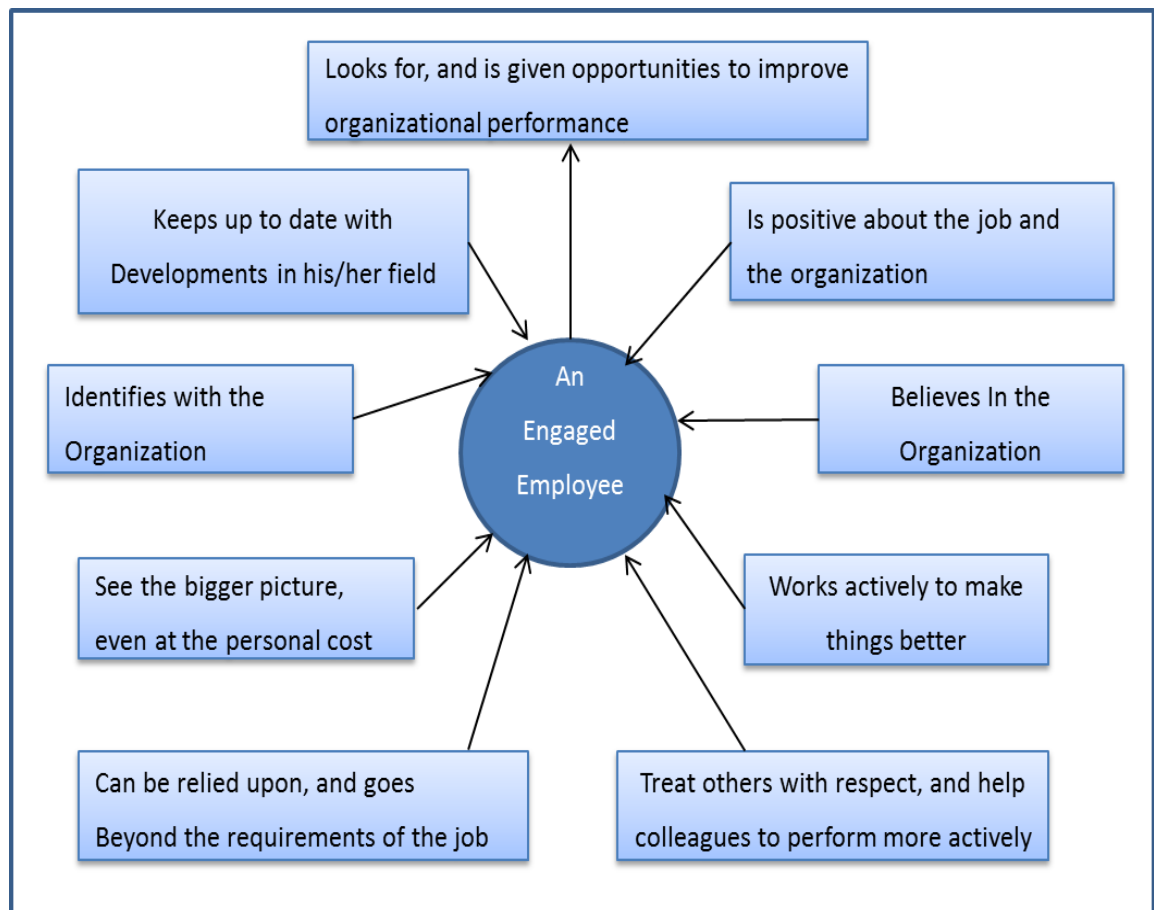 Looks for, and is given opportunities to improve
organizational performance
Keeps up to date with
Developments in his/her field
Is positive about the job and
the organization
An
Engaged
Employee
Identifies with the
Organization
Believes In the
Organization
See the bigger picture,
even at the personal cost
Works actively to make
things better
Can be relied upon, and goes
Beyond the requirements of the job
Treat others with respect, and help
colleagues to perform more actively